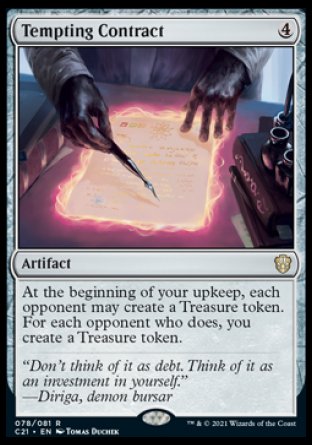 Tempting Contract 4
Artifact
At the beginning of your upkeep, each
opponent may create a Treasure token.
For each opponent who does, you
create a Treasure token.
“Don’t think of it as debt. Think of it as
an investment in yourself.”
—Diriga, demon bursar
078/081 R
C21 • EN Tomas Duchek
™ & © 2021 Wizards of the Coast